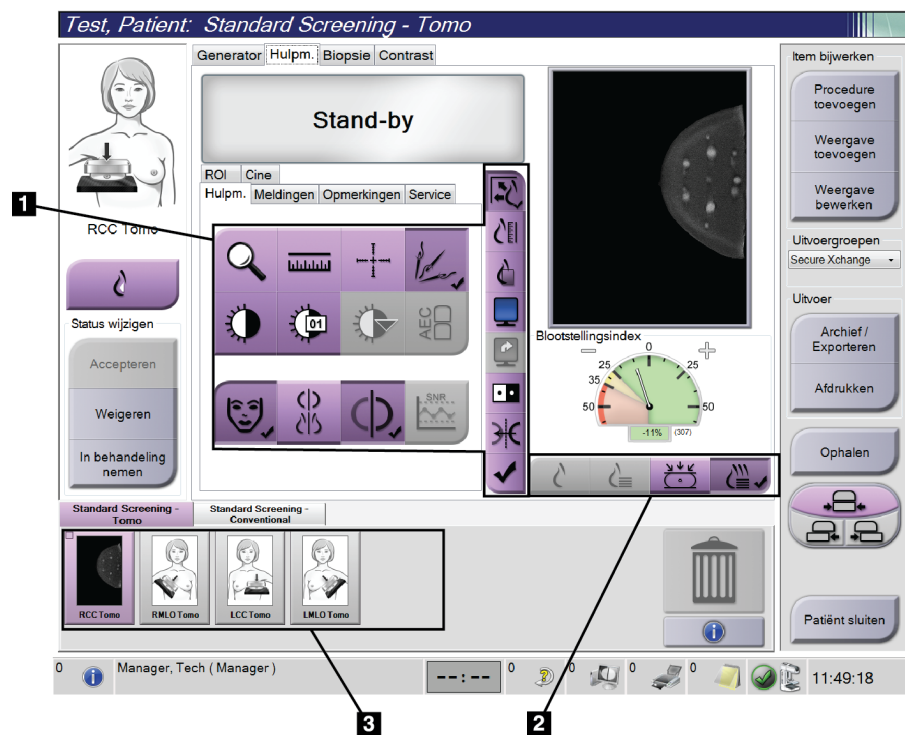 Test, Patient: Standard Screening - Tomo
Generator Hulpm. Biopsie Contrast
Item bijwerken
Procedure
toevoegen
Weergave
toevoegen
Weergave
bewerken
Stand-by
ROI Cine
Hulpm. Meldingen Opmerkingen Service
1
RCC Tomo
Uitvoergroepen
Secure Xchange
01
AEC
Status wijzigen
Accepteren
Weigeren
In behandeling
nemen
SNR
Blootstellingsindex
0
25
25
35
50
50
-11% (307)
Uitvoer
Archief /
Exporteren
Afdrukken
Ophalen
Standard Screening -
Tomo
Standard Screening -
Conventional
RCC Tomo
RMLO Tomo
LCC Tomo
LMLO Tomo
Patiënt sluiten
0 Manager, Tech ( Manager ) --:-- 0 0 0 0 11:49:18
3
2